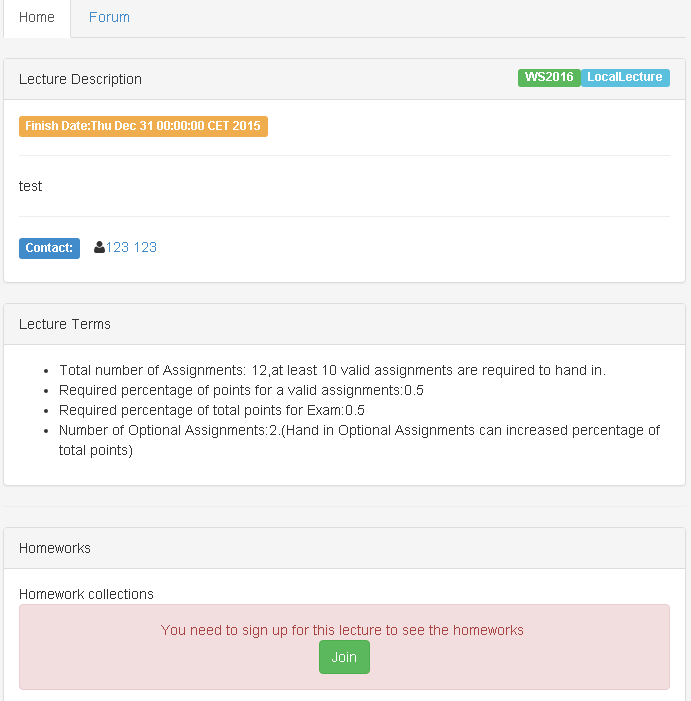 Home Forum
Lecture Description WS2016 LocalLecture
Finish Date:Thu Dec 31 00:00:00 CET 2015
test
Contact: 123 123
Lecture Terms
Total number of Assignments: 12,at least 10 valid assignments are required to hand in.
Required percentage of points for a valid assignments:0.5
Required percentage of total points for Exam:0.5
Number of Optional Assignments:2.(Hand in Optional Assignments can increased percentage of
total points)
Homeworks
Homework collections
You need to sign up for this lecture to see the homeworks
Join